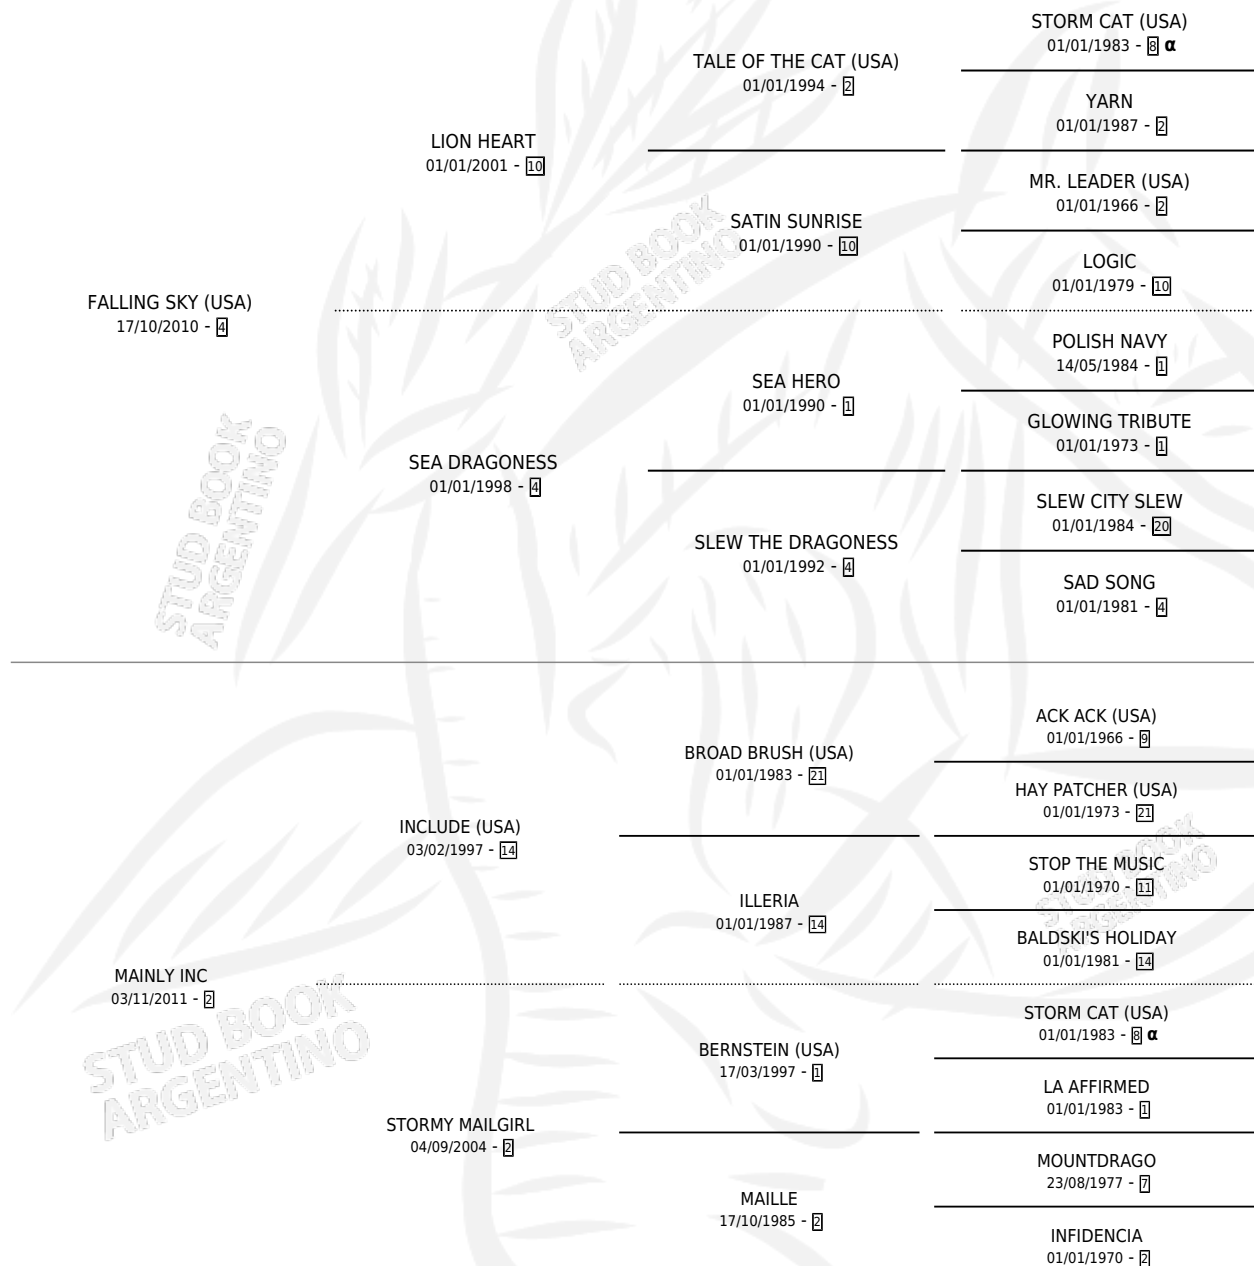 STORM CAT (USA)
01/01/1983 - 8 α
TALE OF THE CAT (USA)
01/01/1994 - 2
YARN
01/01/1987 - 2
LION HEART
01/01/2001 - 10
MR. LEADER (USA)
01/01/1966 - 2
SATIN SUNRISE
01/01/1990 - 10
LOGIC
01/01/1979 - 10
FALLING SKY (USA)
17/10/2010 - 4
STUD BOOK
ARGENTINO
POLISH NAVY
14/05/1984 - 1
SEA HERO
01/01/1990 - 1
GLOWING TRIBUTE
01/01/1973 - 1
SEA DRAGONESS
01/01/1998 - 4
SLEW CITY SLEW
01/01/1984 - 20
SLEW THE DRAGONESS
01/01/1992 - 4
SAD SONG
01/01/1981 - 4
STUD BOOK
ARGENTINO
ACK ACK (USA)
01/01/1966 - 9
BROAD BRUSH (USA)
01/01/1983 - 21
HAY PATCHER (USA)
01/01/1973 - 21
INCLUDE (USA)
03/02/1997 - 14
STOP THE MUSIC
01/01/1970 - 11
STUD BOOK
ARGENTINO
ILLERIA
01/01/1987 - 14
BALDSKI'S HOLIDAY
01/01/1981 - 14
MAINLY INC
03/11/2011 - 2
STUD BOOK
ARGENTINO
STORM CAT (USA)
01/01/1983 - 8 α
BERNSTEIN (USA)
17/03/1997 - 1
LA AFFIRMED
01/01/1983 - 1
STORMY MAILGIRL
04/09/2004 - 2
MOUNTDRAGO
23/08/1977 - 7
MAILLE
17/10/1985 - 2
INFIDENCIA
01/01/1970 - 2